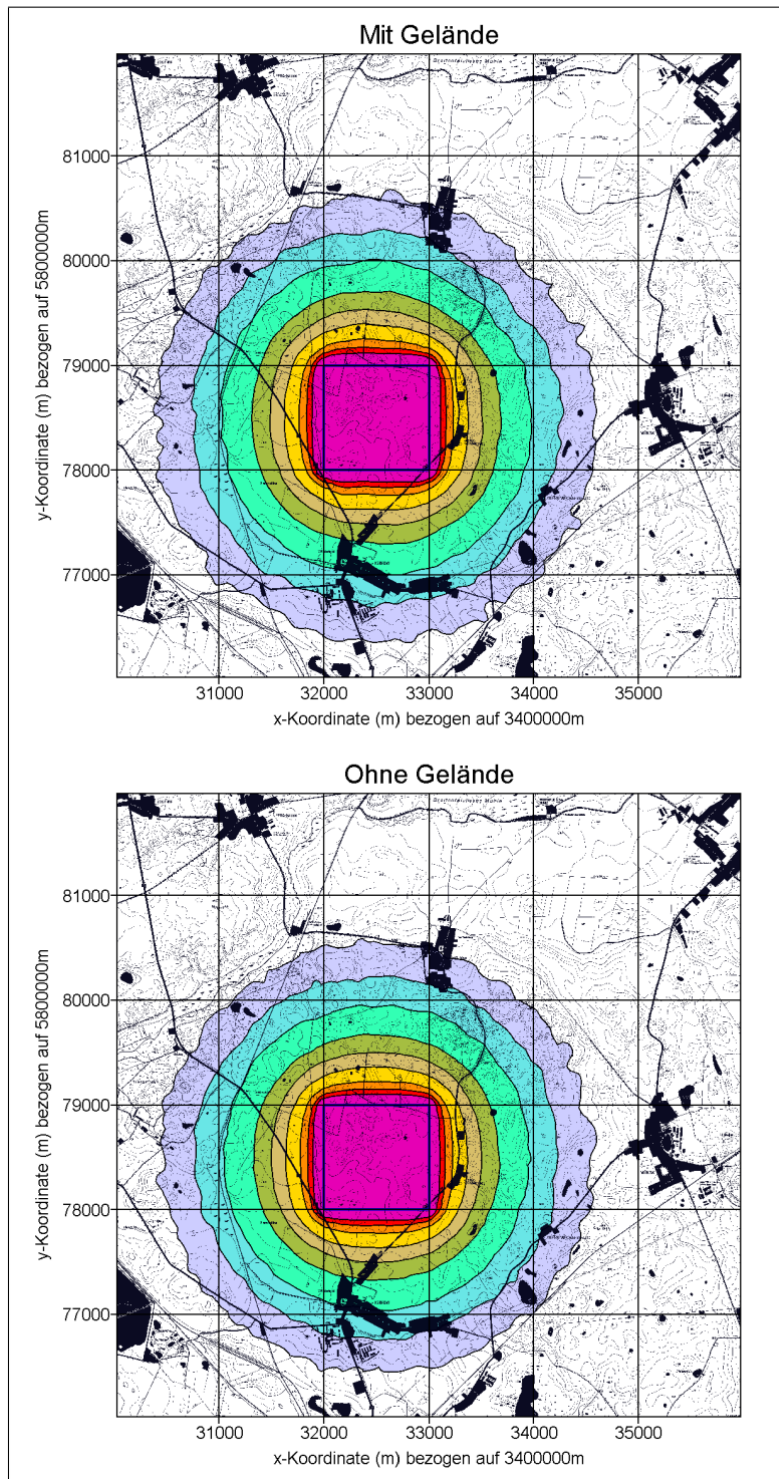 Mit Gelände
81000
80000
79000
78000
77000
y-Koordinate (m) bezogen auf 5800000m
31000 32000 33000 34000 35000
x-Koordinate (m) bezogen auf 3400000m
Ohne Gelände
81000
80000
79000
78000
77000
y-Koordinate (m) bezogen auf 5800000m
31000 32000 33000 34000 35000
x-Koordinate (m) bezogen auf 3400000m